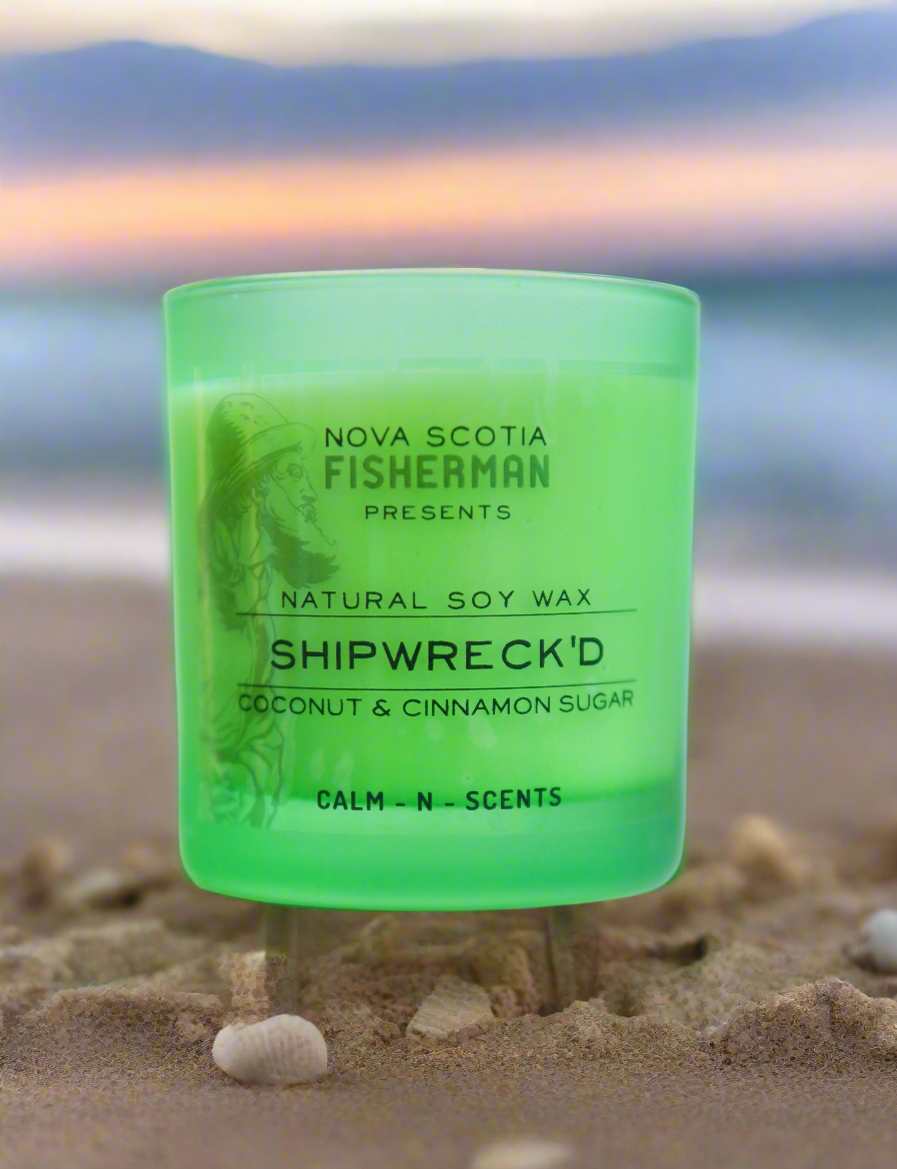 NOVA SCOTIA
FISHERMAN
PRESENTS
NATURAL SOY WAX
SHIPWRECK'D
COCONUT & CINNAMON SUGAR
CALM - N - SCENTS